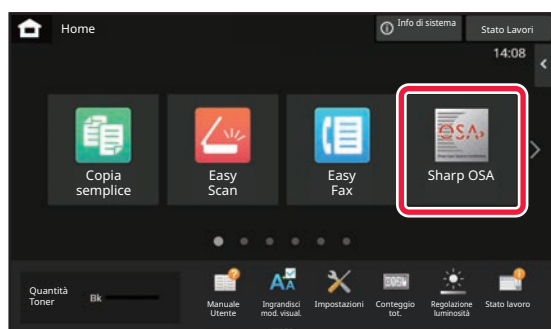 Home
Info di sistema
Stato Lavori
14:08
Copia
semplice
Easy
Scan
Easy
Fax
OSA
Sharp OSA
Quantità
Toner
Bk
Manuale
Utente
Ingrandisci
mod. visual.
Impostazioni
Conteggio
tot.
Regolazione
luminosità
Stato lavoro